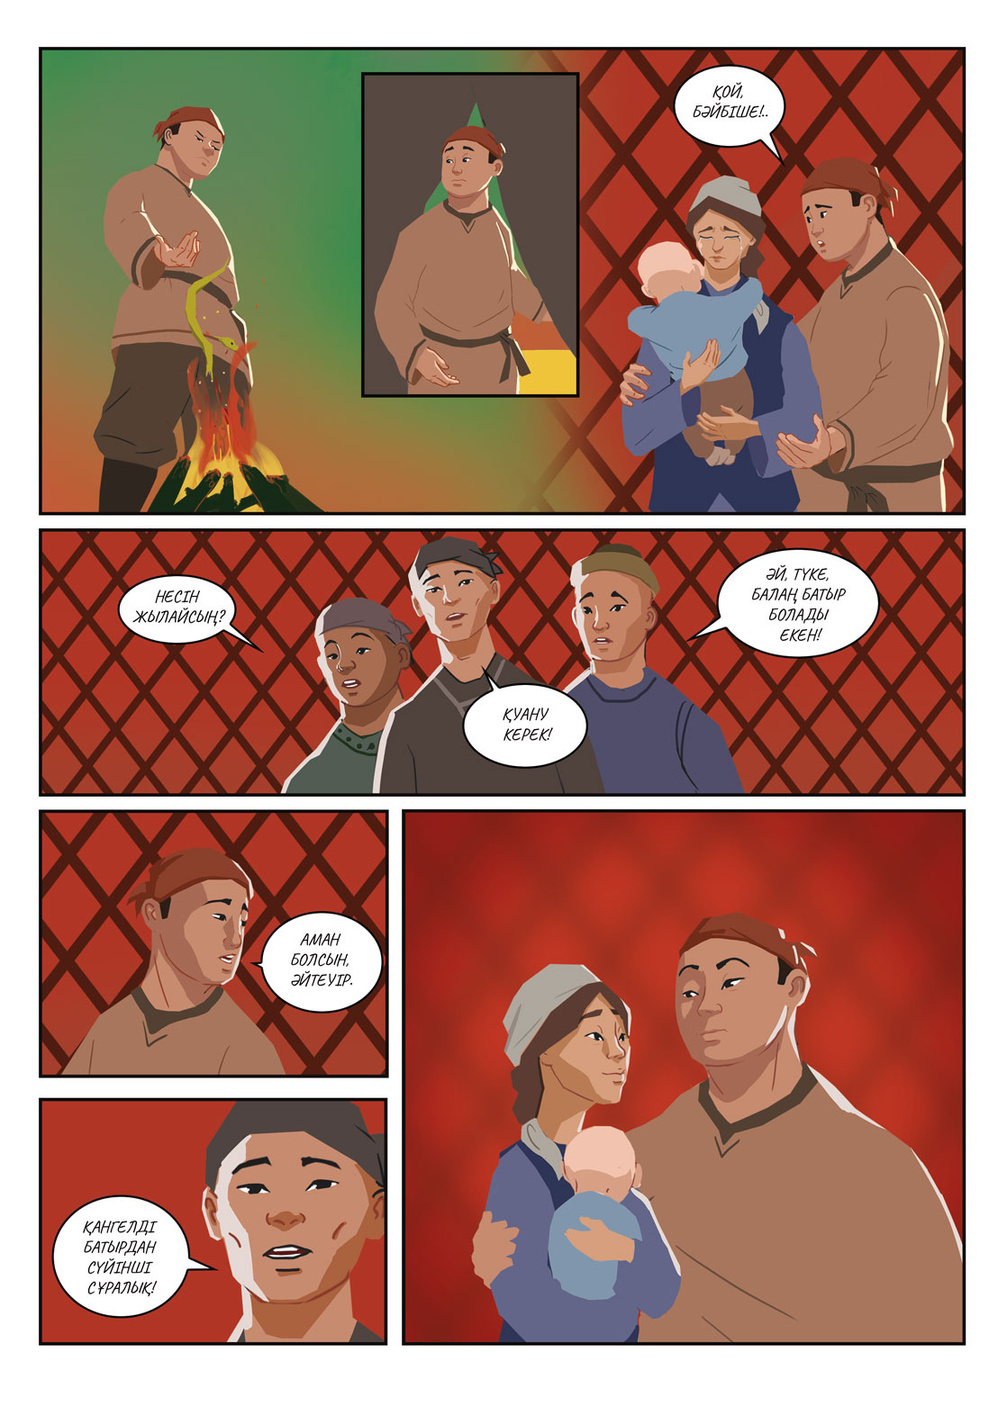 ҚОЙ,
БӘЙБІШЕ!..
НЕСІН
ЖЫЛАЙСЫҢ?
ҚУАНУ
КЕРЕК!
ӘЙ, ТҮКЕ,
БАЛАҢ БАТЫР
БОЛАДЫ
ЕКЕН!
АМАН
БОЛСЫН,
ӘЙТЕУІР.
ҚАНГЕЛДІ
БАТЫРДАН
СҮЙІНШІ
СҰРАЛЫҚ!